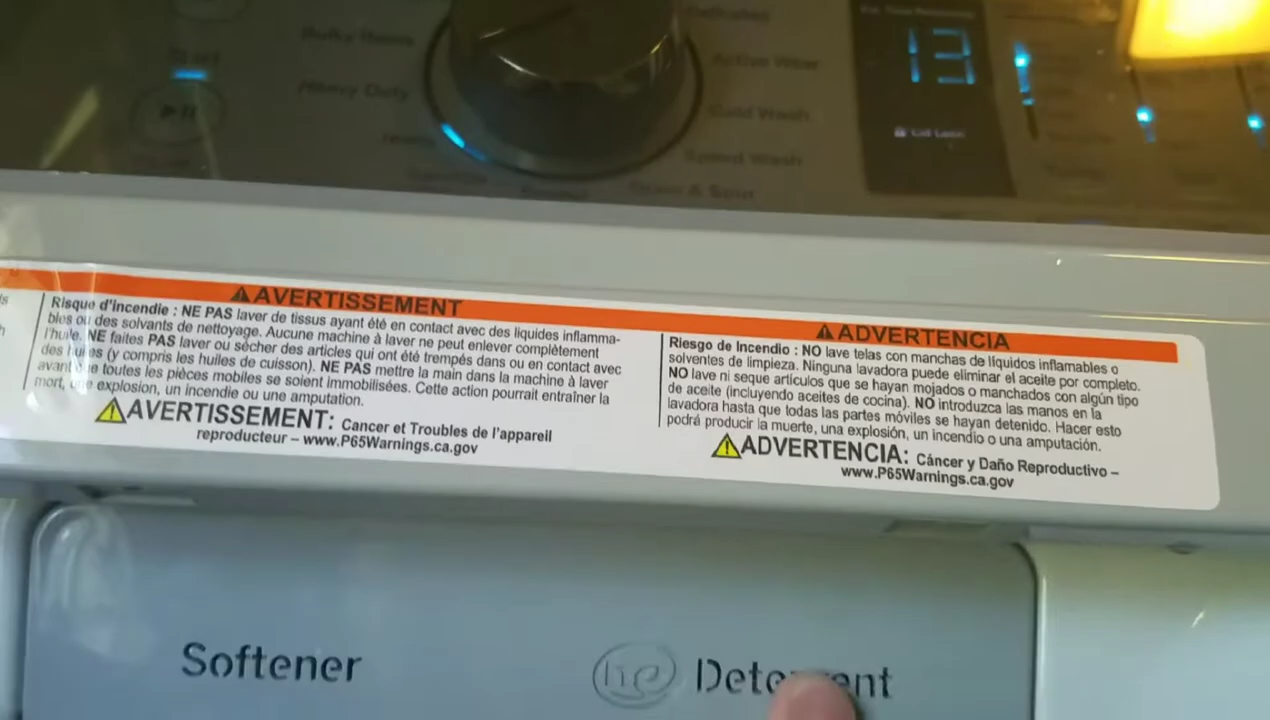 Start
Bulky Items
Heavy Duty
Delicates
Active Wear
Cold Wash
Speed Wash
Drain & Spin
13
Lid Lock
AVERTISSEMENT
Risque d'incendie : NE PAS laver de tissus ayant été en contact avec des liquides inflamma-
bles ou des solvants de nettoyage. Aucune machine à laver ne peut enlever complètement
l'huile. NE faites PAS laver ou sécher des articles qui ont été trempés dans ou en contact avec
des huiles (y compris les huiles de cuisson). NE PAS mettre la main dans la machine à laver
avant que toutes les pièces mobiles se soient immobilisées. Cette action pourrait entraîner la
mort, une explosion, un incendie ou une amputation.
AVERTISSEMENT: Cancer et Troubles de l'appareil
reproducteur – www.P65Warnings.ca.gov
ADVERTENCIA
Riesgo de Incendio : NO lave telas con manchas de líquidos inflamables o
solventes de limpieza. Ninguna lavadora puede eliminar el aceite por completo.
NO lave ni seque artículos que se hayan mojados o manchados con algún tipo
de aceite (incluyendo aceites de cocina). NO introduzca las manos en la
lavadora hasta que todas las partes móviles se hayan detenido. Hacer esto
podrá producir la muerte, una explosión, un incendio o una amputación.
ADVERTENCIA: Cáncer y Daño Reproductivo –
www.P65Warnings.ca.gov
Softener
he Detergent